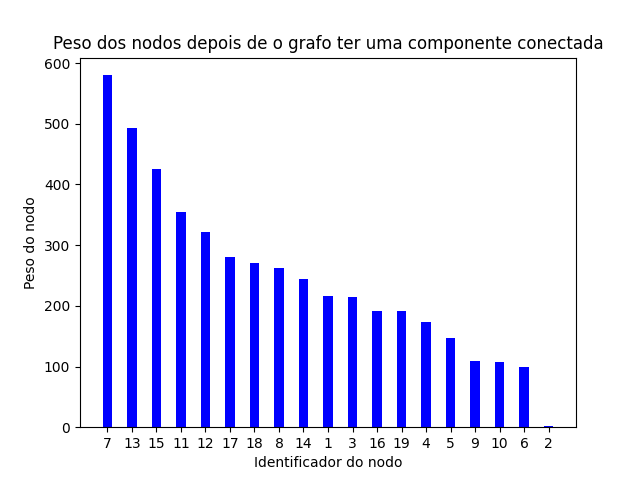 Peso dos nodos depois de o grafo ter uma componente conectada
Peso do nodo
600
500
400
300
200
100
0
7 13 15 11 12 17 18 8 14 1 3 16 19 4 5 9 10 6 2
Identificador do nodo